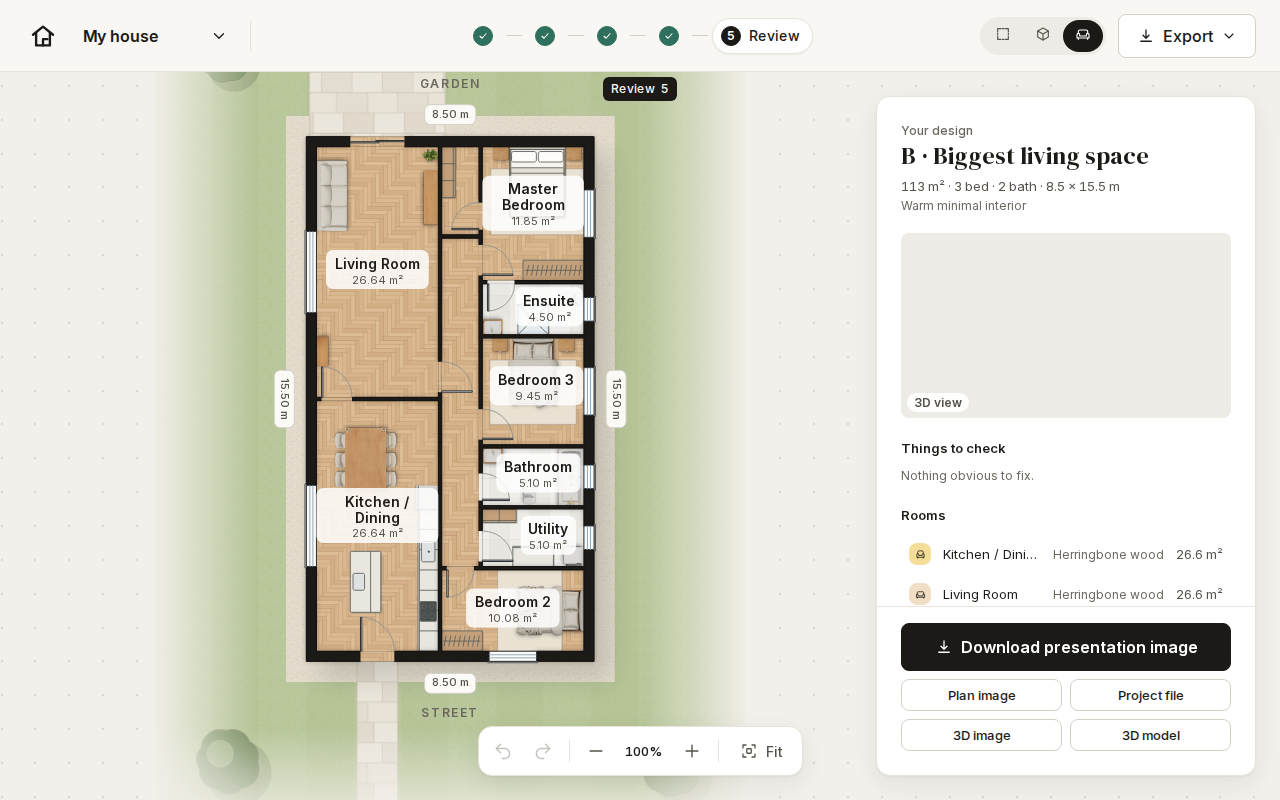 My house
5 Review
Export
GARDEN
Review 5
8.50 m
Master
Bedroom
11.85 m²
Living Room
26.64 m²
Ensuite
4.50 m²
15.50 m
15.50 m
Bedroom 3
9.45 m²
Bathroom
5.10 m²
Kitchen /
Dining
26.64 m²
Utility
5.10 m²
Bedroom 2
10.08 m²
8.50 m
STREET
100%
Fit
Your design
B · Biggest living space
113 m² · 3 bed · 2 bath · 8.5 × 15.5 m
Warm minimal interior
3D view
Things to check
Nothing obvious to fix.
Rooms
Kitchen / Dini… Herringbone wood 26.6 m²
Living Room Herringbone wood 26.6 m²
Download presentation image
Plan image
Project file
3D image
3D model